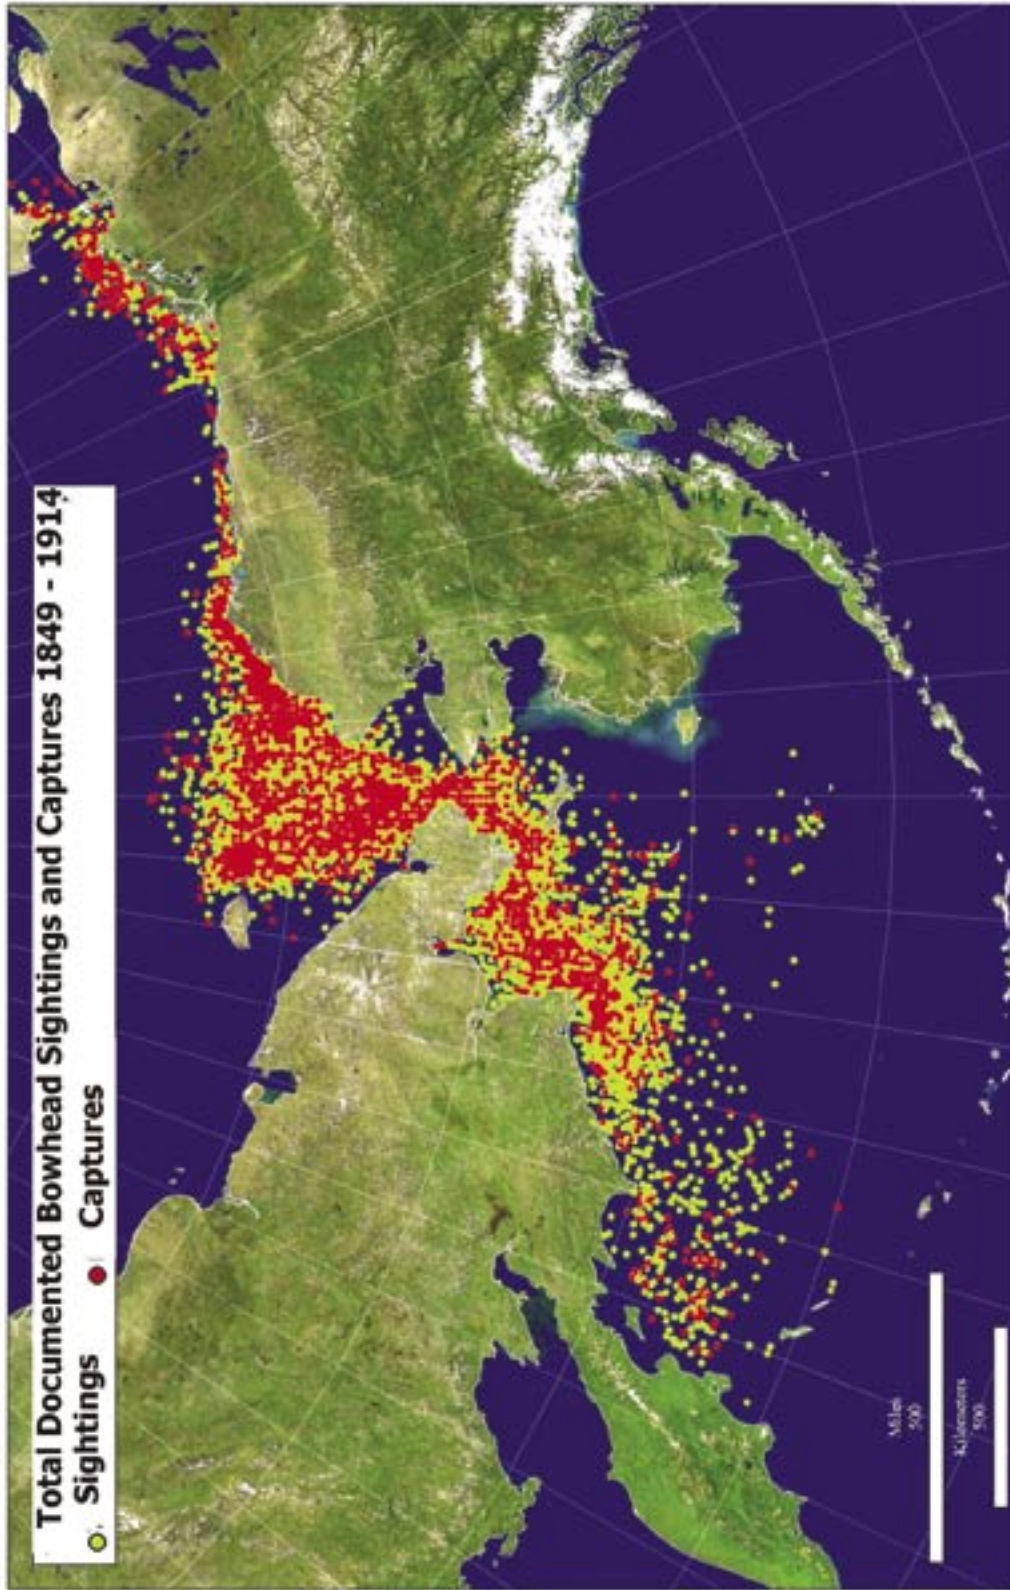 Total Documented Bowhead Sightings and Captures 1849 - 1914
Sightings Captures
Miles
500
Kilometers
500